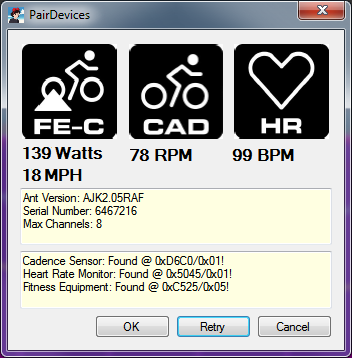 PairDevices
FE-C
CAD
HR
139 Watts
18 MPH
78 RPM
99 BPM
Ant Version: AJK2.05RAF
Serial Number: 6467216
Max Channels: 8
Cadence Sensor: Found @ 0xD6C0/0x01!
Heart Rate Monitor: Found @ 0x5045/0x01!
Fitness Equipment: Found @ 0xC525/0x05!
OK
Retry
Cancel